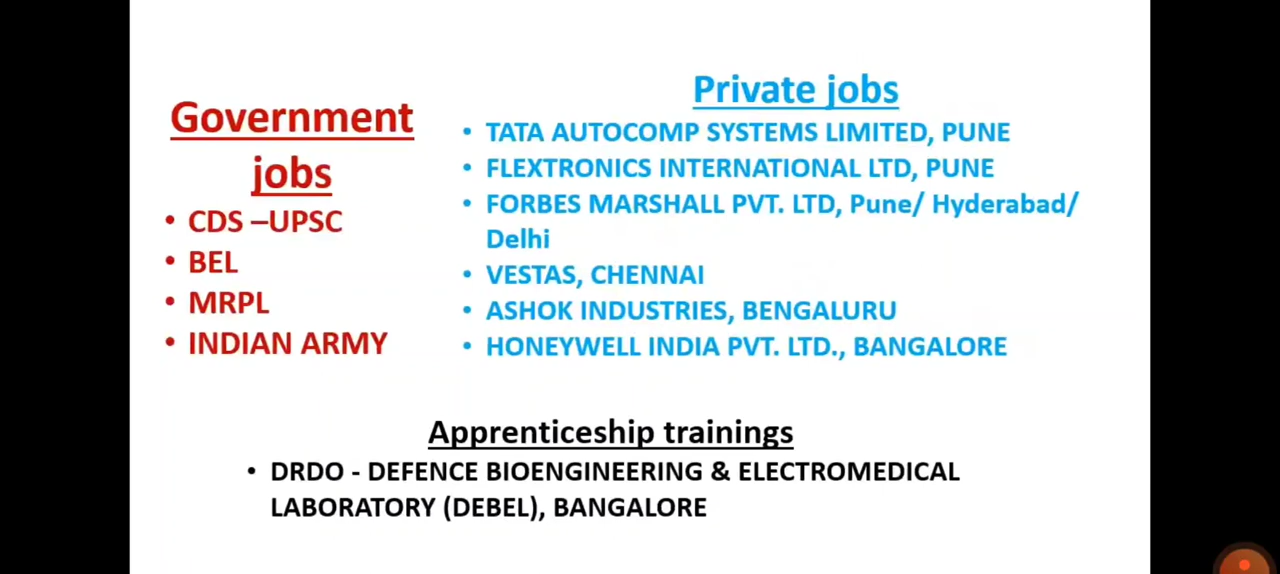 Government
jobs
• CDS –UPSC
• BEL
• MRPL
• INDIAN ARMY
Private jobs
• TATA AUTOCOMP SYSTEMS LIMITED, PUNE
• FLEXTRONICS INTERNATIONAL LTD, PUNE
• FORBES MARSHALL PVT. LTD, Pune/ Hyderabad/
Delhi
• VESTAS, CHENNAI
• ASHOK INDUSTRIES, BENGALURU
• HONEYWELL INDIA PVT. LTD., BANGALORE
Apprenticeship trainings
• DRDO - DEFENCE BIOENGINEERING & ELECTROMEDICAL
LABORATORY (DEBEL), BANGALORE